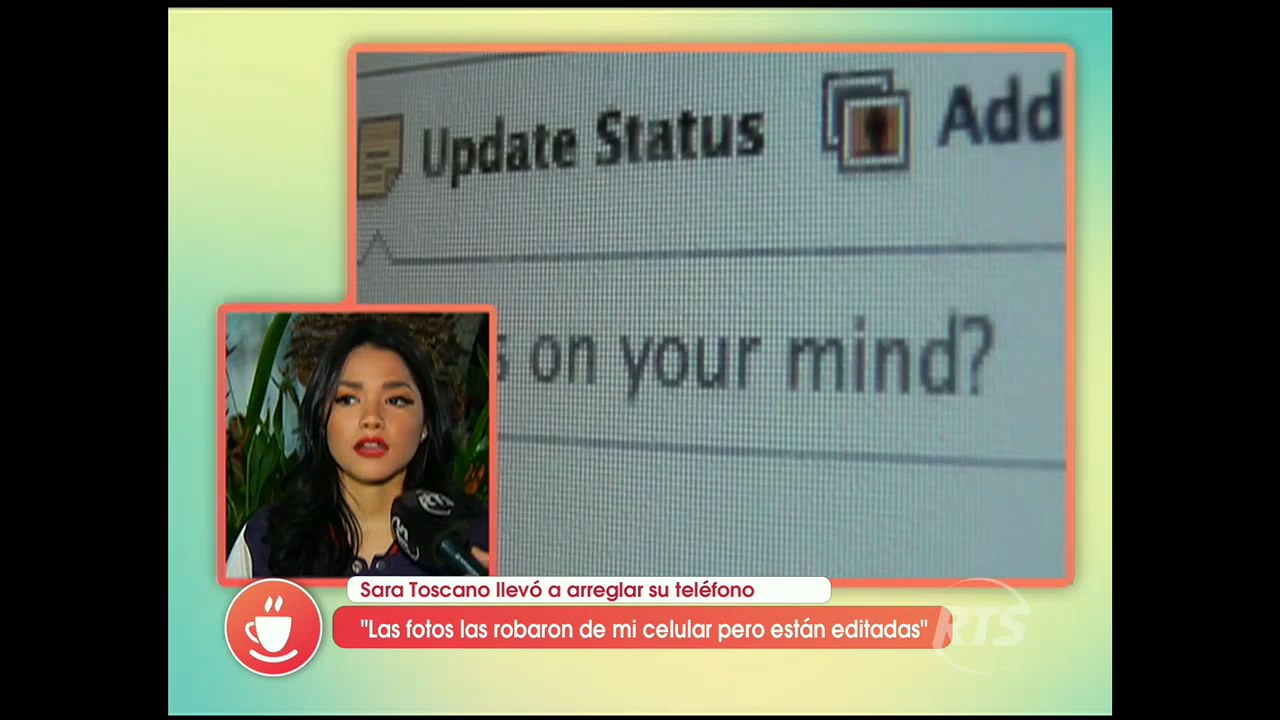 Update Status
Add
on your mind?
RTS
Sara Toscano llevó a arreglar su teléfono
"Las fotos las robaron de mi celular pero están editadas"
RTS